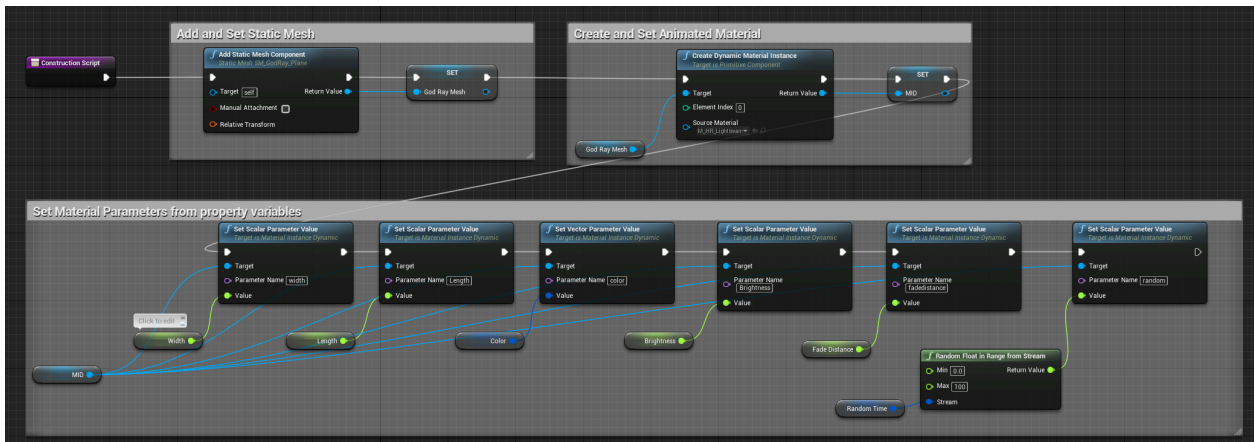 Add and Set Static Mesh
Create and Set Animated Material
Construction Script
Add Static Mesh Component
Static Mesh SM_GodRay_Plane
Target self
Return Value
Manual Attachment
Relative Transform
SET
God Ray Mesh
Create Dynamic Material Instance
Target is Primitive Component
Target
Return Value
Element Index 0
Source Material
M_HR_Lightbeam
SET
MID
God Ray Mesh
Set Material Parameters from property variables
Set Scalar Parameter Value
Target is Material Instance Dynamic
Target
Parameter Name width
Value
Set Scalar Parameter Value
Target is Material Instance Dynamic
Target
Parameter Name Length
Value
Set Vector Parameter Value
Target is Material Instance Dynamic
Target
Parameter Name color
Value
Set Scalar Parameter Value
Target is Material Instance Dynamic
Target
Parameter Name
Brightness
Value
Set Scalar Parameter Value
Target is Material Instance Dynamic
Target
Parameter Name
fadedistance
Value
Set Scalar Parameter Value
Target is Material Instance Dynamic
Target
Parameter Name random
Value
Click to edit
Width
Length
Color
Brightness
Fade Distance
MID
Random Float in Range from Stream
Min 0.0
Return Value
Max 100
Stream
Random Time